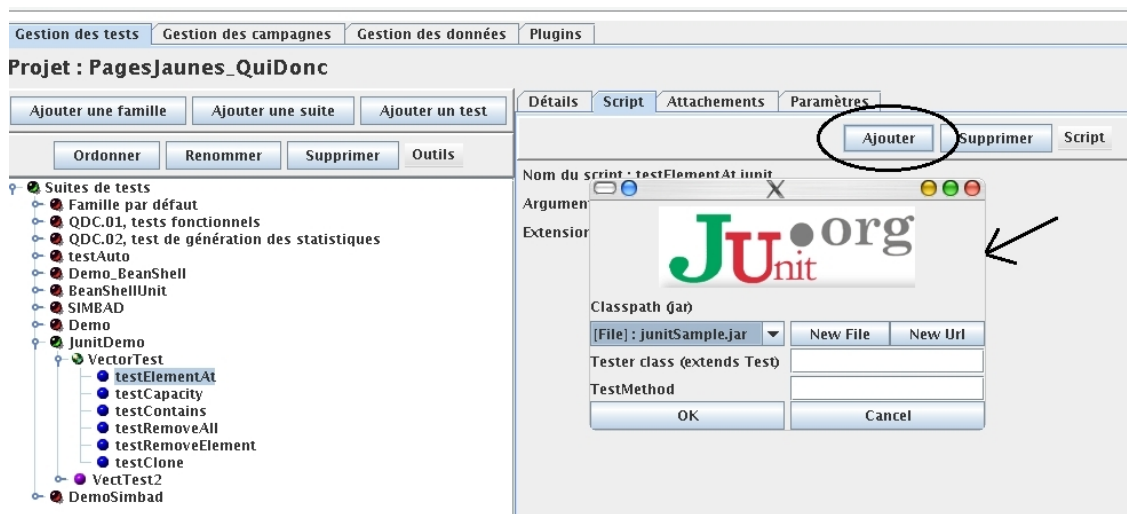 Gestion des tests Gestion des campagnes Gestion des données Plugins
Projet : PagesJaunes_QuiDonc
Ajouter une famille Ajouter une suite Ajouter un test
Ordonner Renommer Supprimer Outils
Suites de tests
Famille par défaut
QDC.01, tests fonctionnels
QDC.02, test de génération des statistiques
testAuto
Demo_BeanShell
BeanShellUnit
SIMBAD
Demo
JunitDemo
VectorTest
testElementAt
testCapacity
testContains
testRemoveAll
testRemoveElement
testClone
VectTest2
DemoSimbad
Détails Script Attachements Paramètres
Ajouter Supprimer Script
Nom du script : testElementAt.junit
Argumen
Extension
X
JUnit.org
Classpath (jar)
[File] : junitSample.jar New File New Url
Tester class (extends Test)
TestMethod
OK Cancel